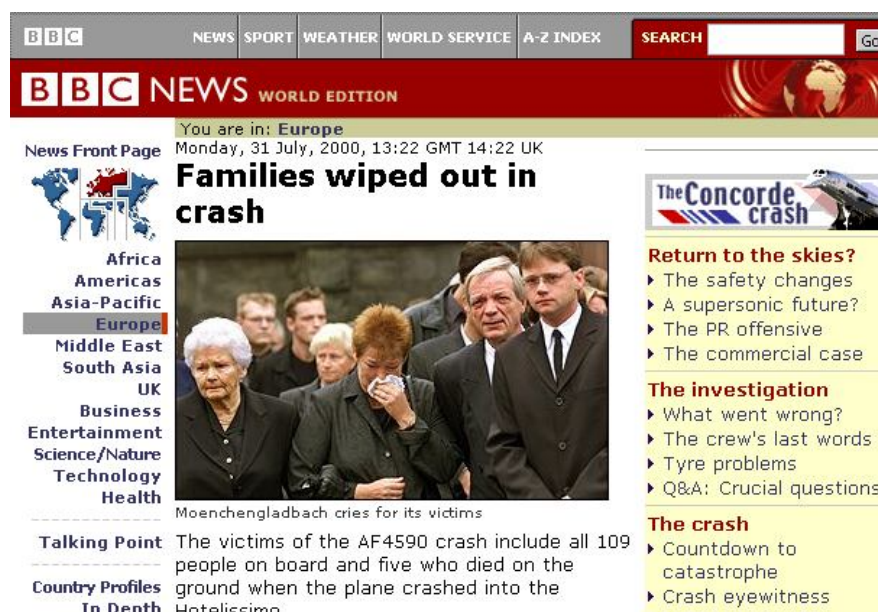 BBC NEWS SPORT WEATHER WORLD SERVICE A-Z INDEX SEARCH
BBC NEWS WORLD EDITION
You are in: Europe
Monday, 31 July, 2000, 13:22 GMT 14:22 UK
Families wiped out in
crash
Moenchengladbach cries for its victims
The victims of the AF4590 crash include all 109
people on board and five who died on the
ground when the plane crashed into the
Hotelissimo
News Front Page
Africa
Americas
Asia-Pacific
Europe
Middle East
South Asia
UK
Business
Entertainment
Science/Nature
Technology
Health
Talking Point
Country Profiles
In Depth
The Concorde
crash
Return to the skies?
The safety changes
A supersonic future?
The PR offensive
The commercial case
The investigation
What went wrong?
The crew's last words
Tyre problems
Q&A: Crucial questions
The crash
Countdown to
catastrophe
Crash eyewitness